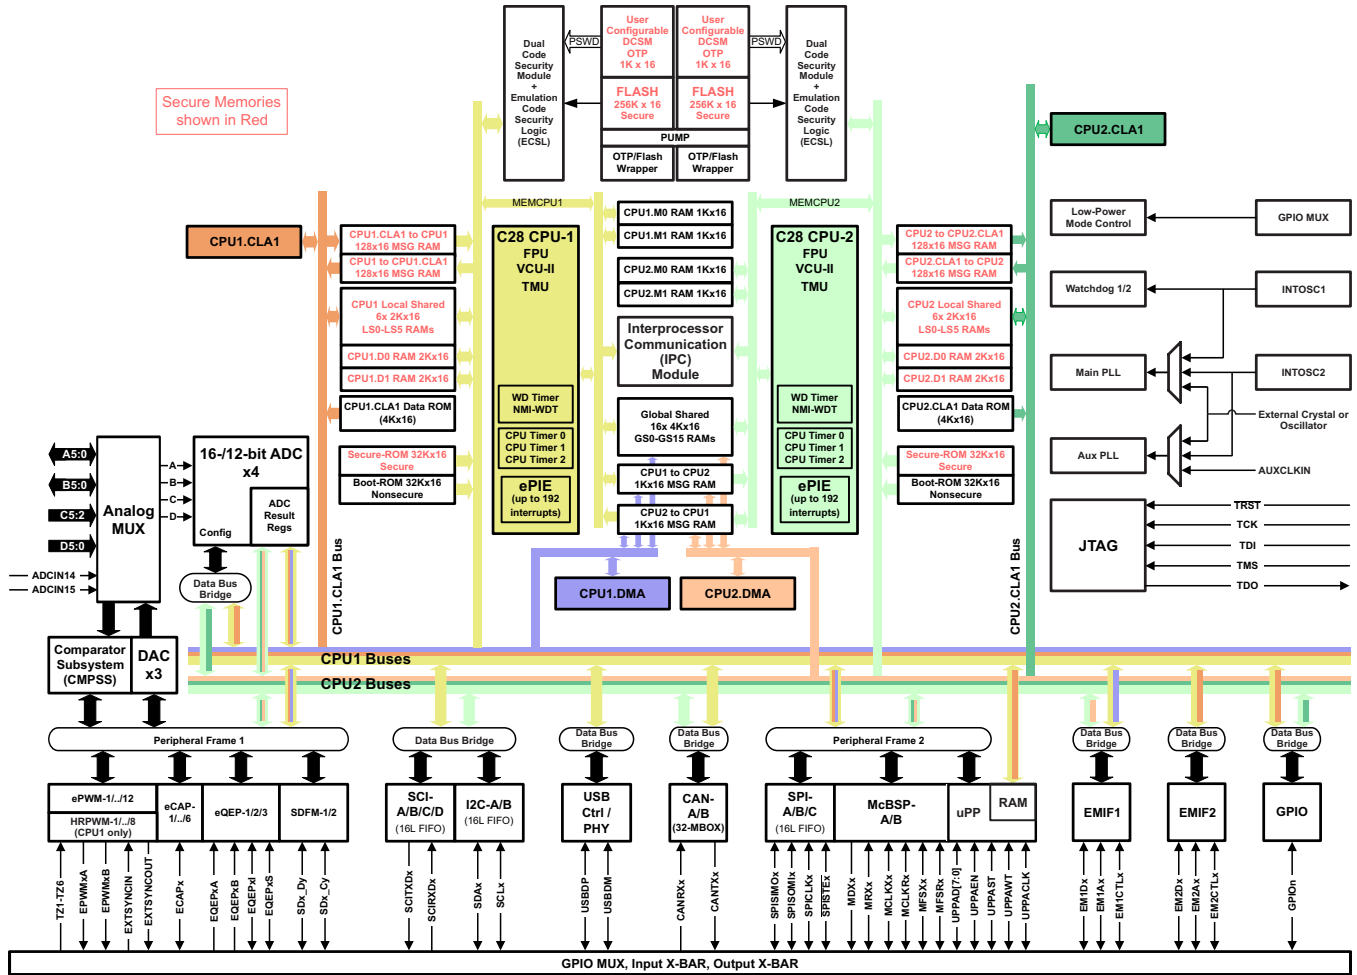 Secure Memories
shown in Red
Dual
Code
Security
Module
+
Emulation
Code
Security
Logic
(ECSL)
PSWD
User
Configurable
DCSM
OTP
1K x 16
User
Configurable
DCSM
OTP
1K x 16
PSWD
Dual
Code
Security
Module
+
Emulation
Code
Security
Logic
(ECSL)
FLASH
256K x 16
Secure
FLASH
256K x 16
Secure
PUMP
OTP/Flash
Wrapper
OTP/Flash
Wrapper
MEMCPU1
MEMCPU2
CPU1.CLA1
CPU1.CLA1 to CPU1
128x16 MSG RAM
CPU1 to CPU1.CLA1
128x16 MSG RAM
CPU1 Local Shared
6x 2Kx16
LS0-LS5 RAMs
CPU1.D0 RAM 2Kx16
CPU1.D1 RAM 2Kx16
CPU1.CLA1 Data ROM
(4Kx16)
Secure-ROM 32Kx16
Secure
Boot-ROM 32Kx16
Nonsecure
C28 CPU-1
FPU
VCU-II
TMU
WD Timer
NMI-WDT
CPU Timer 0
CPU Timer 1
CPU Timer 2
ePIE
(up to 192
interrupts)
CPU1.M0 RAM 1Kx16
CPU1.M1 RAM 1Kx16
CPU2.M0 RAM 1Kx16
CPU2.M1 RAM 1Kx16
Interprocessor
Communication
(IPC)
Module
Global Shared
16x 4Kx16
GS0-GS15 RAMs
CPU1 to CPU2
1Kx16 MSG RAM
CPU2 to CPU1
1Kx16 MSG RAM
CPU1.DMA
CPU2.DMA
C28 CPU-2
FPU
VCU-II
TMU
WD Timer
NMI-WDT
CPU Timer 0
CPU Timer 1
CPU Timer 2
ePIE
(up to 192
interrupts)
CPU2 to CPU2.CLA1
128x16 MSG RAM
CPU2.CLA1 to CPU2
128x16 MSG RAM
CPU2 Local Shared
6x 2Kx16
LS0-LS5 RAMs
CPU2.D0 RAM 2Kx16
CPU2.D1 RAM 2Kx16
CPU2.CLA1 Data ROM
(4Kx16)
Secure-ROM 32Kx16
Secure
Boot-ROM 32Kx16
Nonsecure
CPU2.CLA1
Low-Power
Mode Control
GPIO MUX
Watchdog 1/2
INTOSC1
Main PLL
INTOSC2
External Crystal or
Oscillator
Aux PLL
AUXCLKIN
JTAG
TRST
TCK
TDI
TMS
TDO
CPU1.CLA1 Bus
CPU2.CLA1 Bus
A5:0
B5:0
C5:2
D5:0
ADCIN14
ADCIN15
Analog
MUX
A
B
C
D
16-/12-bit ADC
x4
ADC
Result
Regs
Config
Data Bus
Bridge
Comparator
Subsystem
(CMPSS)
DAC
x3
CPU1 Buses
CPU2 Buses
Peripheral Frame 1
Data Bus Bridge
Data Bus
Bridge
Data Bus
Bridge
Peripheral Frame 2
Data Bus
Bridge
Data Bus
Bridge
Data Bus
Bridge
ePWM-1/../12
HRPWM-1/../8
(CPU1 only)
eCAP-
1/../6
eQEP-1/2/3
SDFM-1/2
SCI-
A/B/C/D
(16L FIFO)
I2C-A/B
(16L FIFO)
USB
Ctrl /
PHY
CAN-
A/B
(32-MBOX)
SPI-
A/B/C
(16L FIFO)
McBSP-
A/B
uPP
RAM
EMIF1
EMIF2
GPIO
TZ1-TZ6
EPWMxA
EPWMxB
EXTSYNCIN
EXTSYNCOUT
ECAPx
EQEPxA
EQEPxB
EQEPxI
EQEPxS
SDx_Dy
SDx_Cy
SCITXDx
SCIRXDx
SDAx
SCLx
USBDP
USBDM
CANRXx
CANTXx
SPISIMOx
SPISOMIx
SPICLKx
SPISTEx
MDXx
MRXx
MCLKXx
MCLKRx
MFSXx
MFSRx
UPPAD[7:0]
UPPAEN
UPPAST
UPPAWT
UPPACLK
EM1Dx
EM1Ax
EM1CTLx
EM2Dx
EM2Ax
EM2CTLx
GPIOn
GPIO MUX, Input X-BAR, Output X-BAR